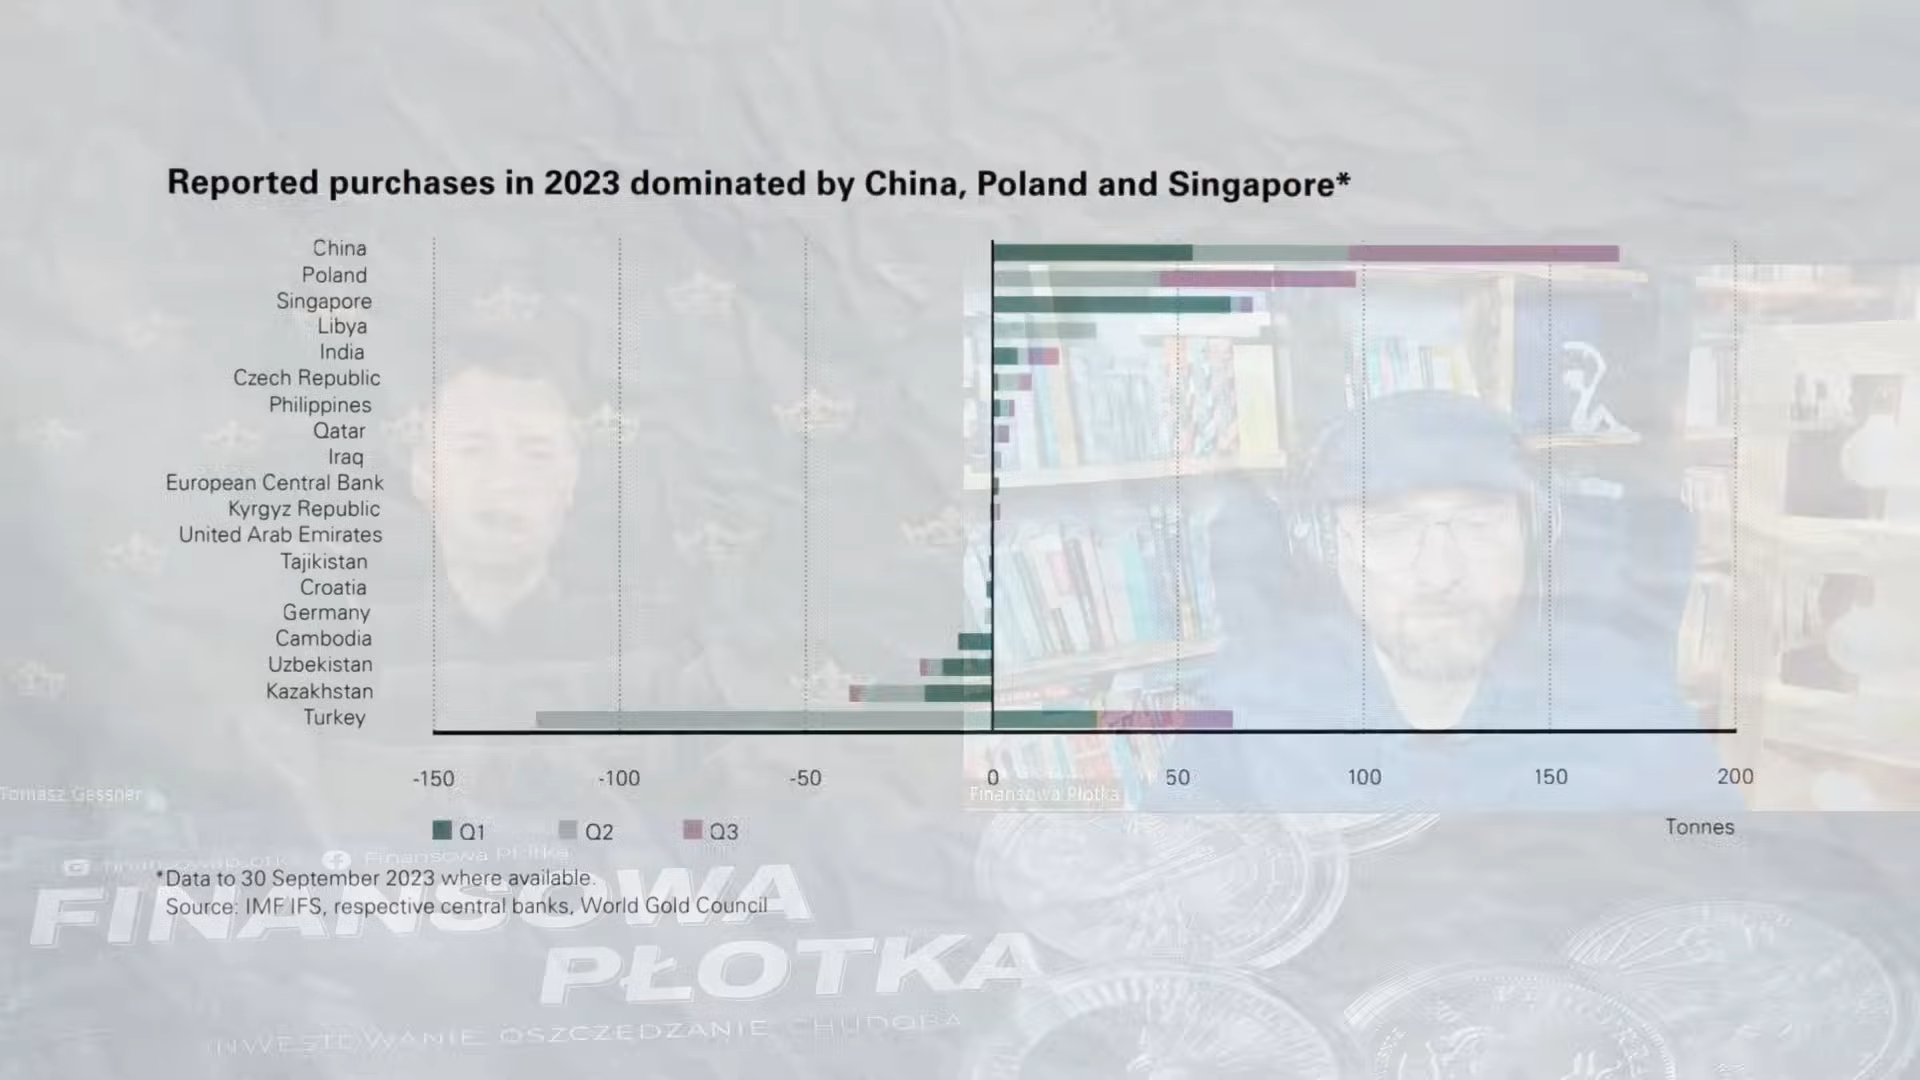 Reported purchases in 2023 dominated by China, Poland and Singapore*
China
Poland
Singapore
Libya
India
Czech Republic
Philippines
Qatar
Iraq
European Central Bank
Kyrgyz Republic
United Arab Emirates
Tajikistan
Croatia
Germany
Cambodia
Uzbekistan
Kazakhstan
Turkey
-150 -100 -50 0 50 100 150 200
Tomasz Gessner
Finansowa Płotka
Q1 Q2 Q3
Tonnes
Finansowa Płotka
*Data to 30 September 2023 where available.
Source: IMF IFS, respective central banks, World Gold Council
FINANSOWA
PŁOTKA
INWESTOWANIE OSZCZĘDZANIE CHUDOBA